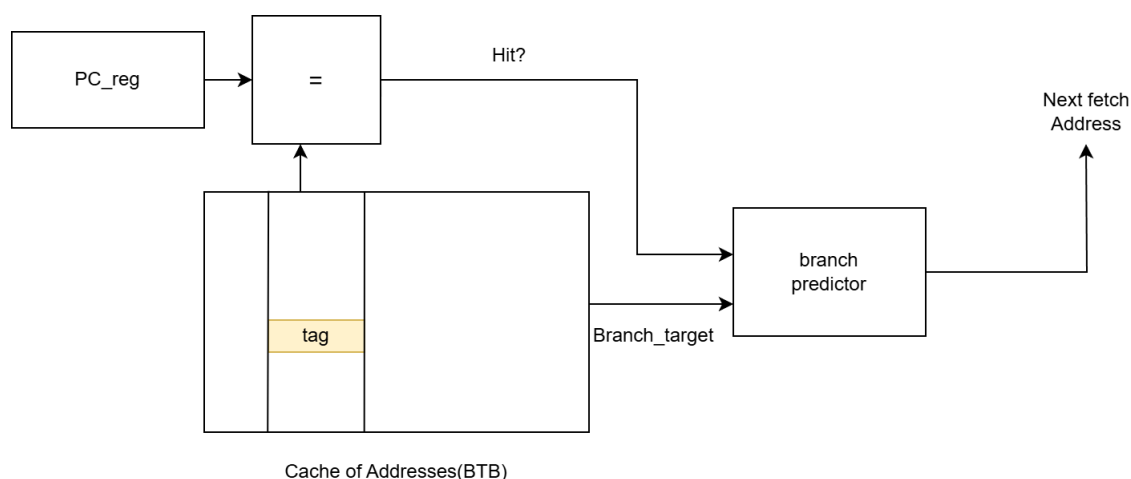 PC_reg
=
Hit?
Next fetch
Address
branch
predictor
tag
Branch_target
Cache of Addresses(BTB)